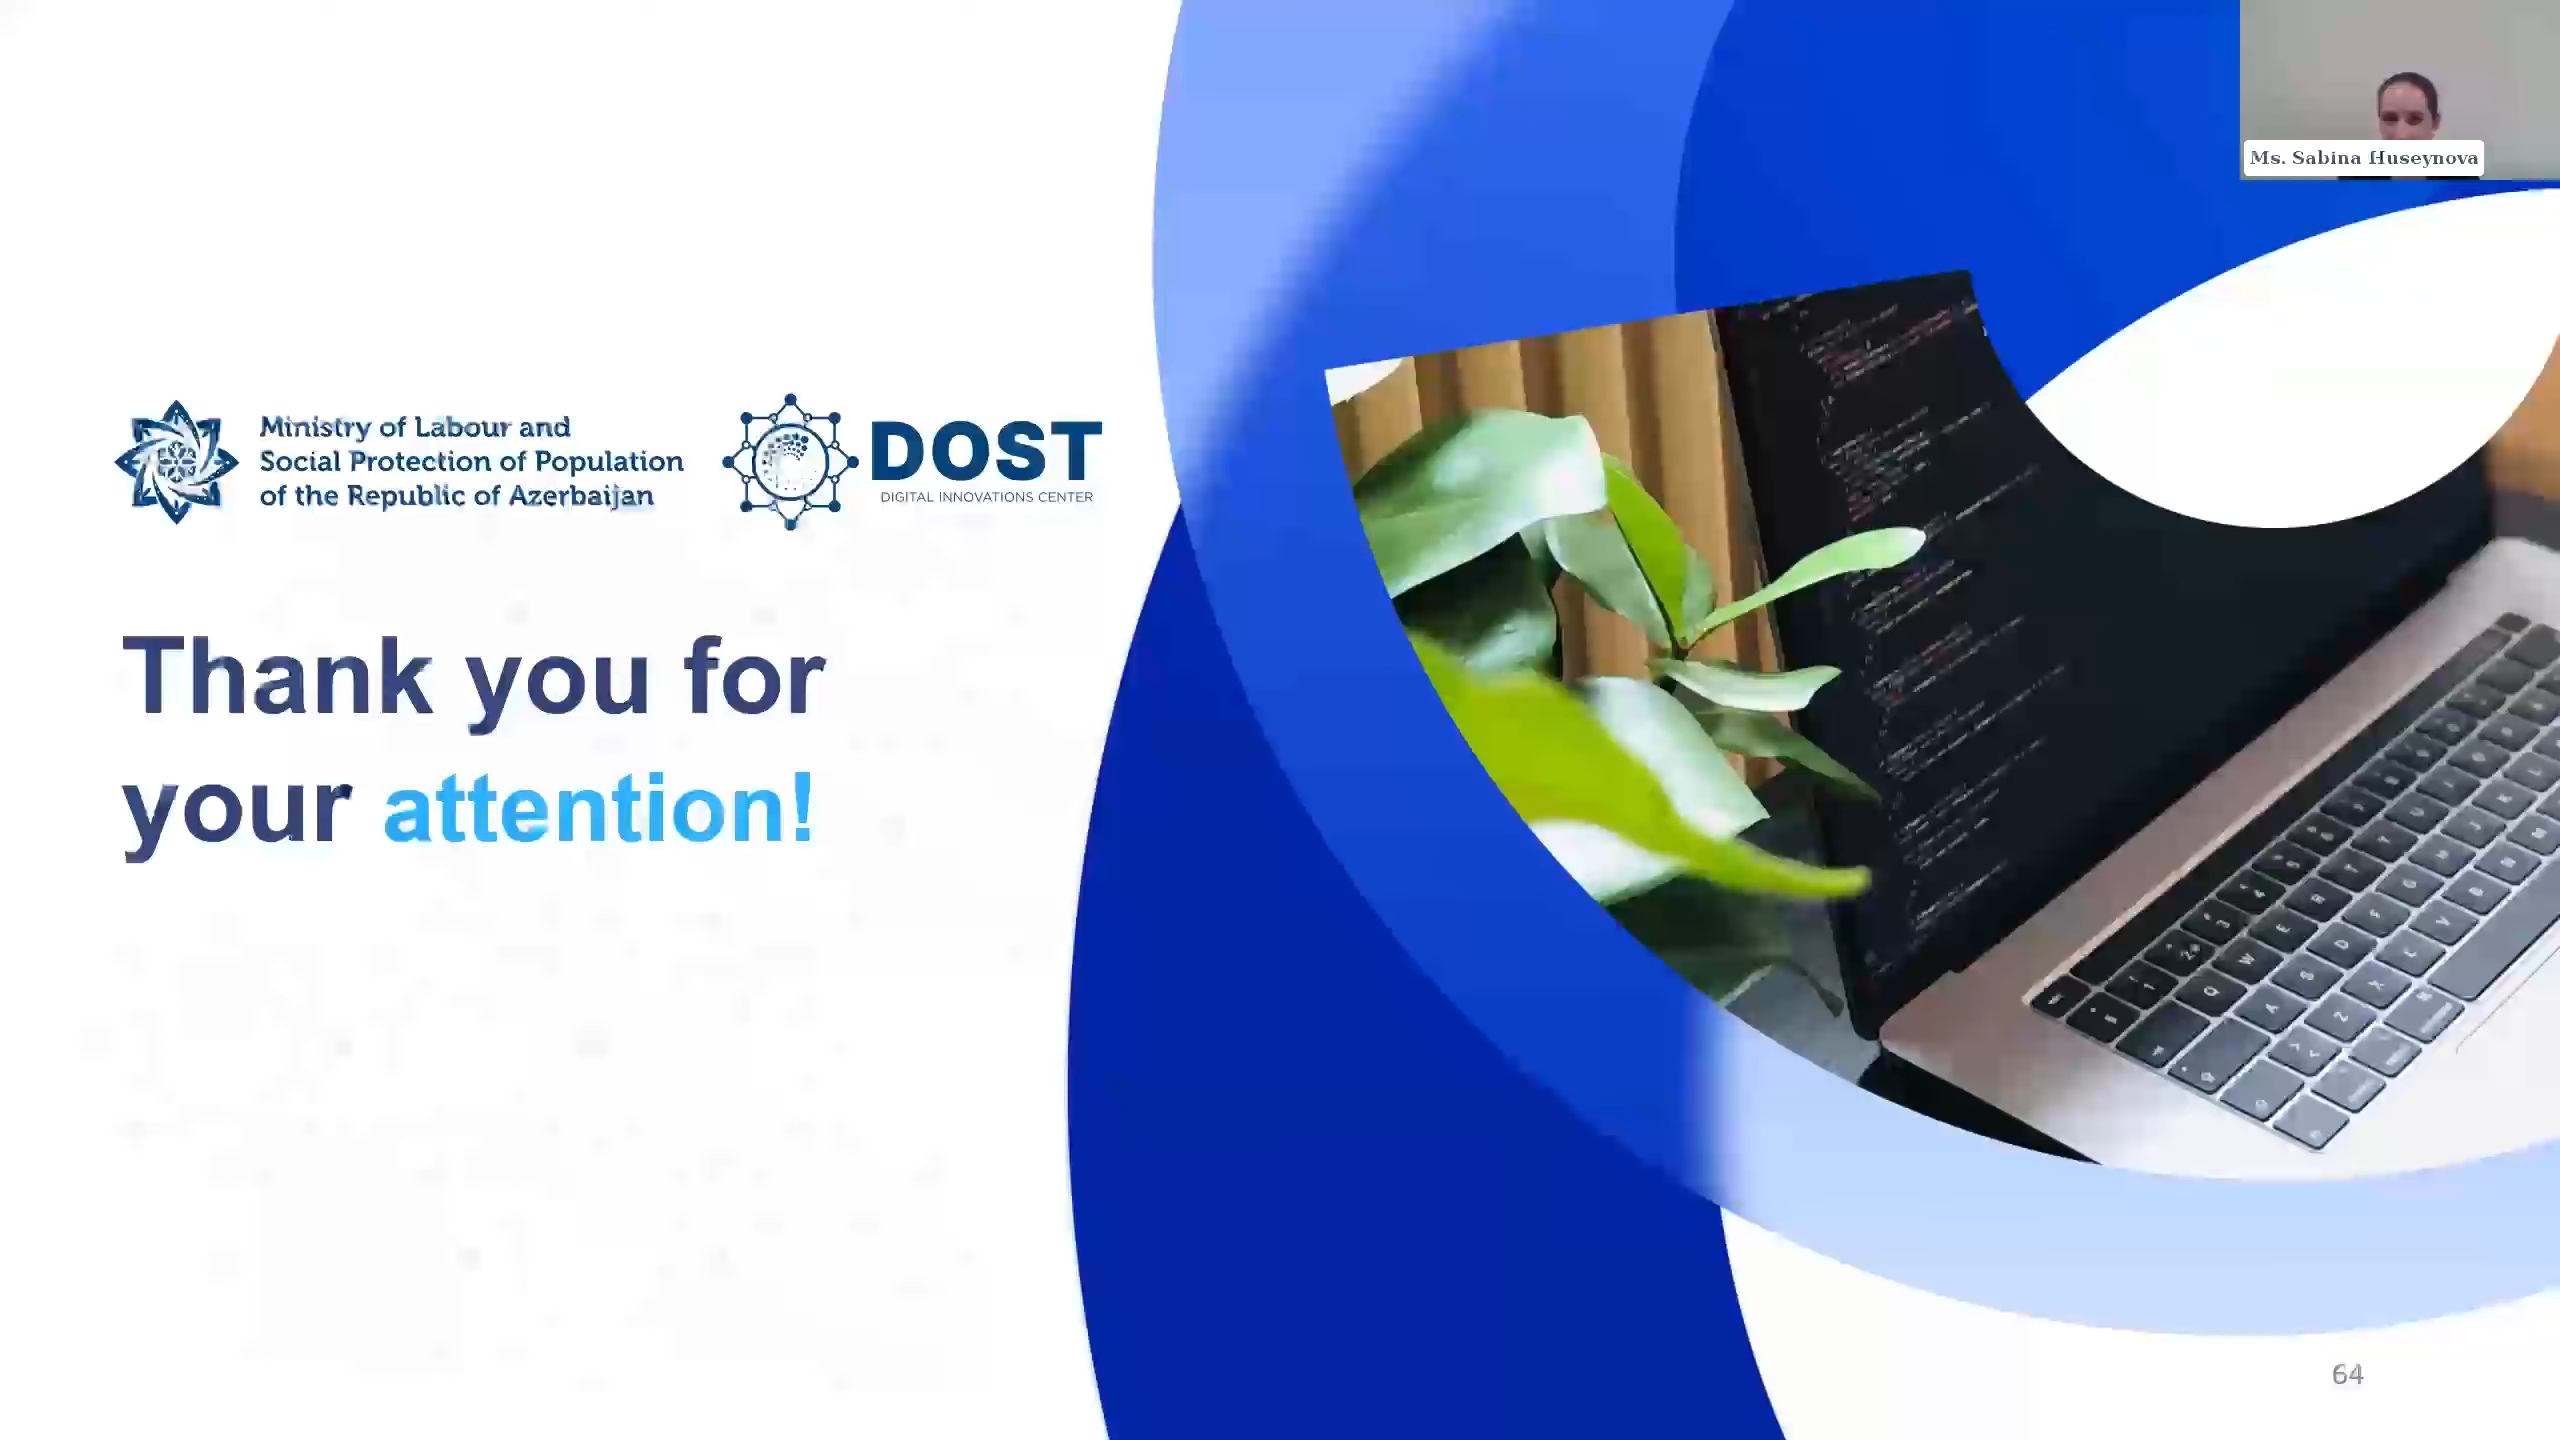 Ms. Sabina Huseynova
Ministry of Labour and
Social Protection of Population
of the Republic of Azerbaijan
DOST
DIGITAL INNOVATIONS CENTER
Thank you for
your attention!
64